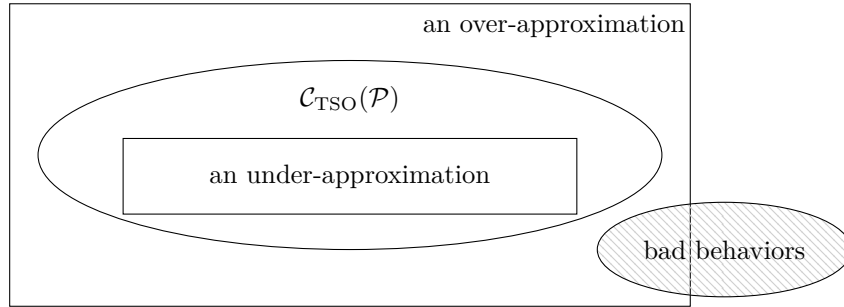 an over-approximation
𝒞_TSO(𝒫)
an under-approximation
bad behaviors